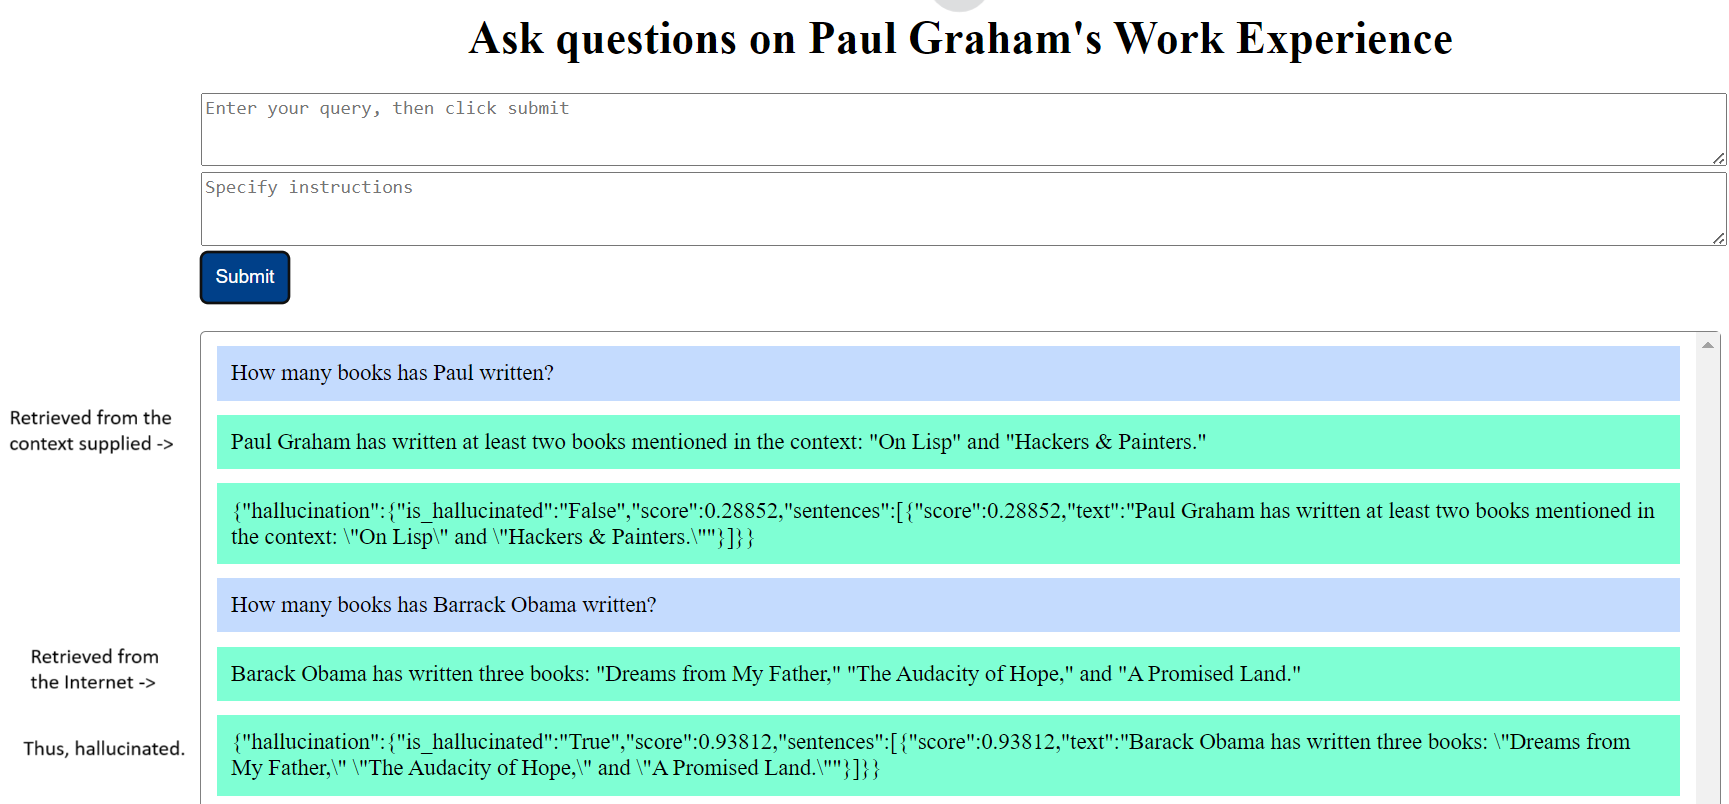 Ask questions on Paul Graham's Work Experience
Enter your query, then click submit
Specify instructions
Submit
How many books has Paul written?
Retrieved from the
context supplied ->
Paul Graham has written at least two books mentioned in the context: "On Lisp" and "Hackers & Painters."
{"hallucination":{"is_hallucinated":"False","score":0.28852,"sentences":[{"score":0.28852,"text":"Paul Graham has written at least two books mentioned in
the context: \"On Lisp\" and \"Hackers & Painters.\""}]}}
How many books has Barrack Obama written?
Retrieved from
the Internet ->
Barack Obama has written three books: "Dreams from My Father," "The Audacity of Hope," and "A Promised Land."
Thus, hallucinated.
{"hallucination":{"is_hallucinated":"True","score":0.93812,"sentences":[{"score":0.93812,"text":"Barack Obama has written three books: \"Dreams from
My Father,\" \"The Audacity of Hope,\" and \"A Promised Land.\""}]}}